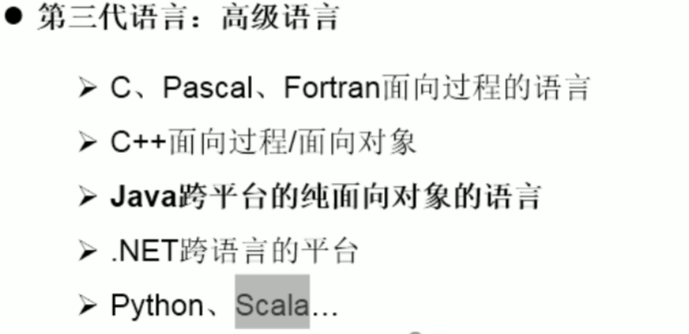 ● 第三代语言：高级语言
➢ C、Pascal、Fortran面向过程的语言
➢ C++面向过程/面向对象
➢ Java跨平台的纯面向对象的语言
➢ .NET跨语言的平台
➢ Python、Scala…